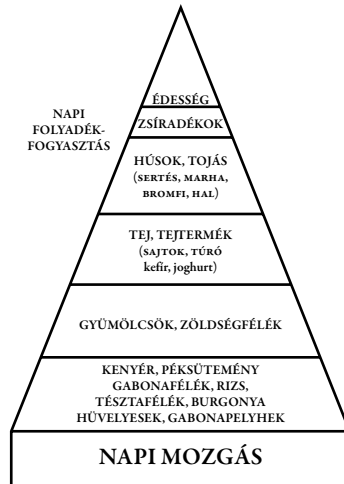 NAPI
FOLYADÉK-
FOGYASZTÁS
ÉDESSÉG
ZSÍRADÉKOK
HÚSOK, TOJÁS
(SERTÉS, MARHA,
BROMFI, HAL)
TEJ, TEJTERMÉK
(SAJTOK, TÚRÓ
kefír, joghurt)
GYÜMÖLCSÖK, ZÖLDSÉGFÉLÉK
KENYÉR, PÉKSÜTEMÉNY
GABONAFÉLÉK, RIZS,
TÉSZTAFÉLÉK, BURGONYA
HÜVELYESEK, GABONAPELYHEK
NAPI MOZGÁS